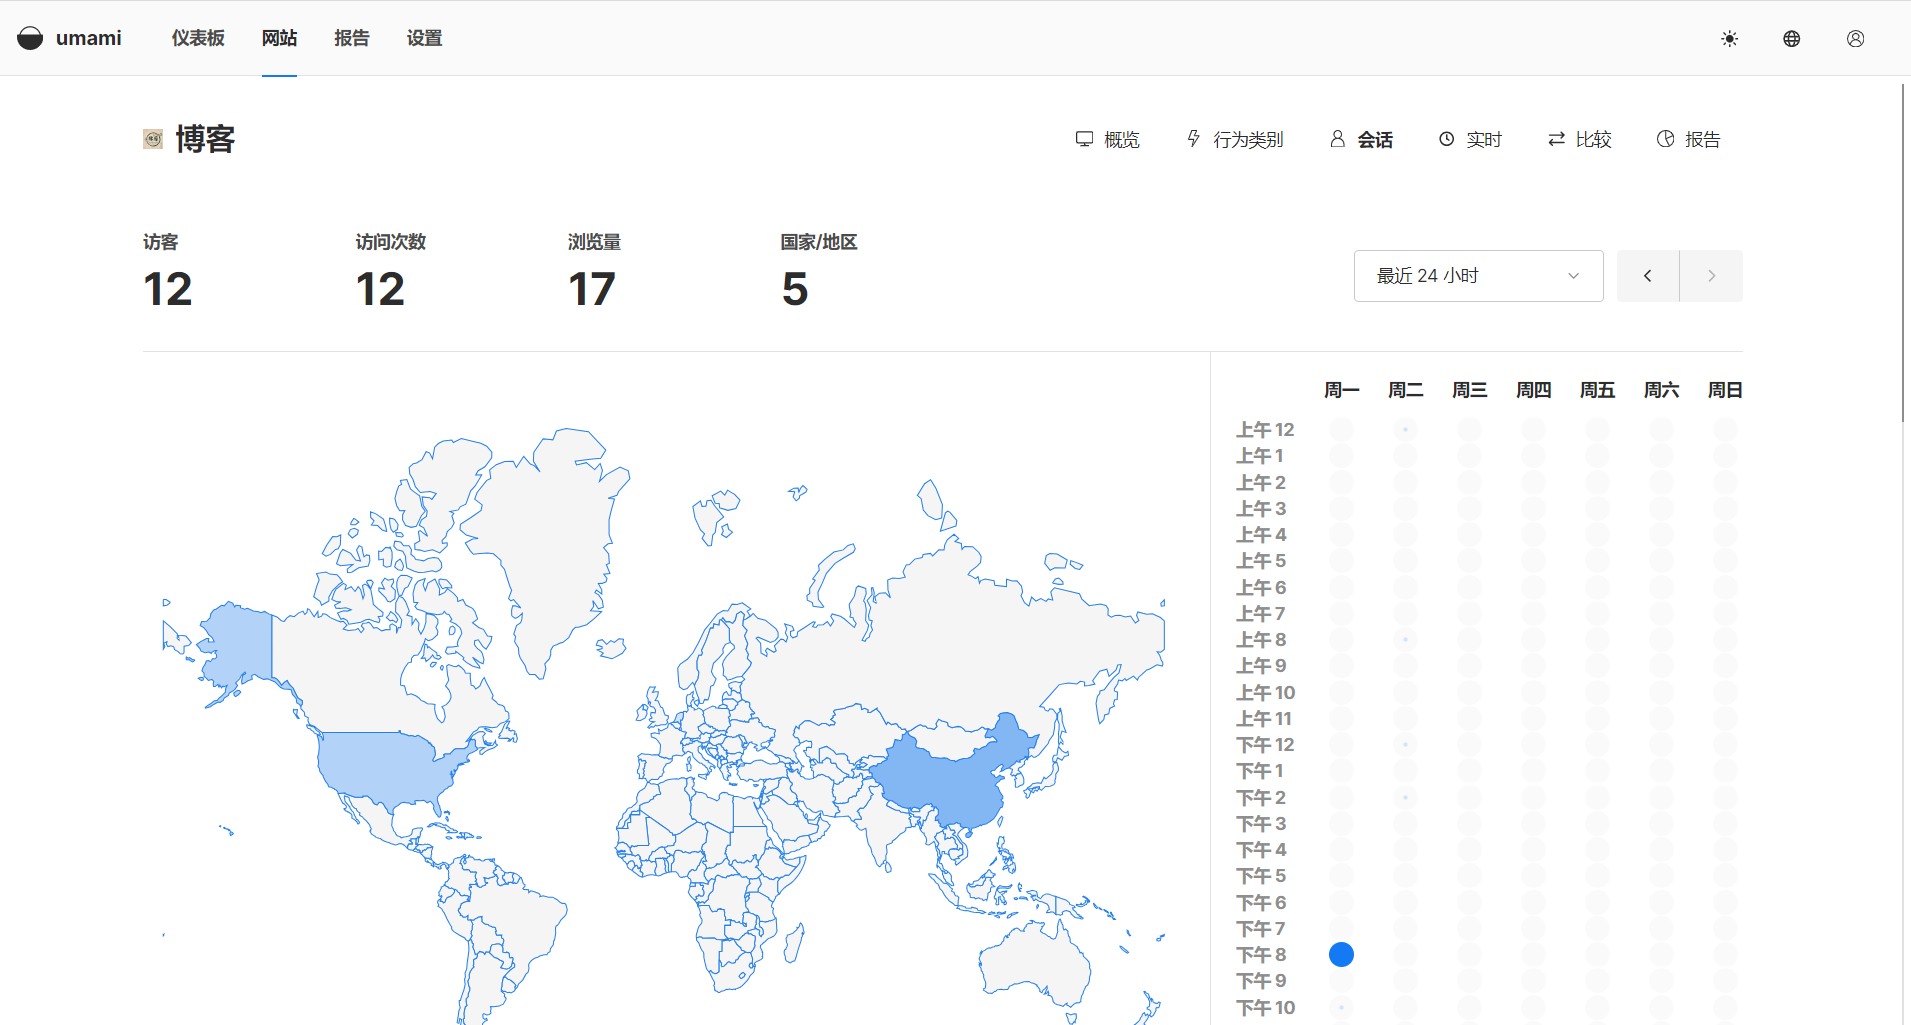 umami 仪表板 网站 报告 设置
博客 概览 行为类别 会话 实时 比较 报告
访客 访问次数 浏览量 国家/地区
12 12 17 5
最近 24 小时
周一 周二 周三 周四 周五 周六 周日
上午 12
上午 1
上午 2
上午 3
上午 4
上午 5
上午 6
上午 7
上午 8
上午 9
上午 10
上午 11
下午 12
下午 1
下午 2
下午 3
下午 4
下午 5
下午 6
下午 7
下午 8
下午 9
下午 10